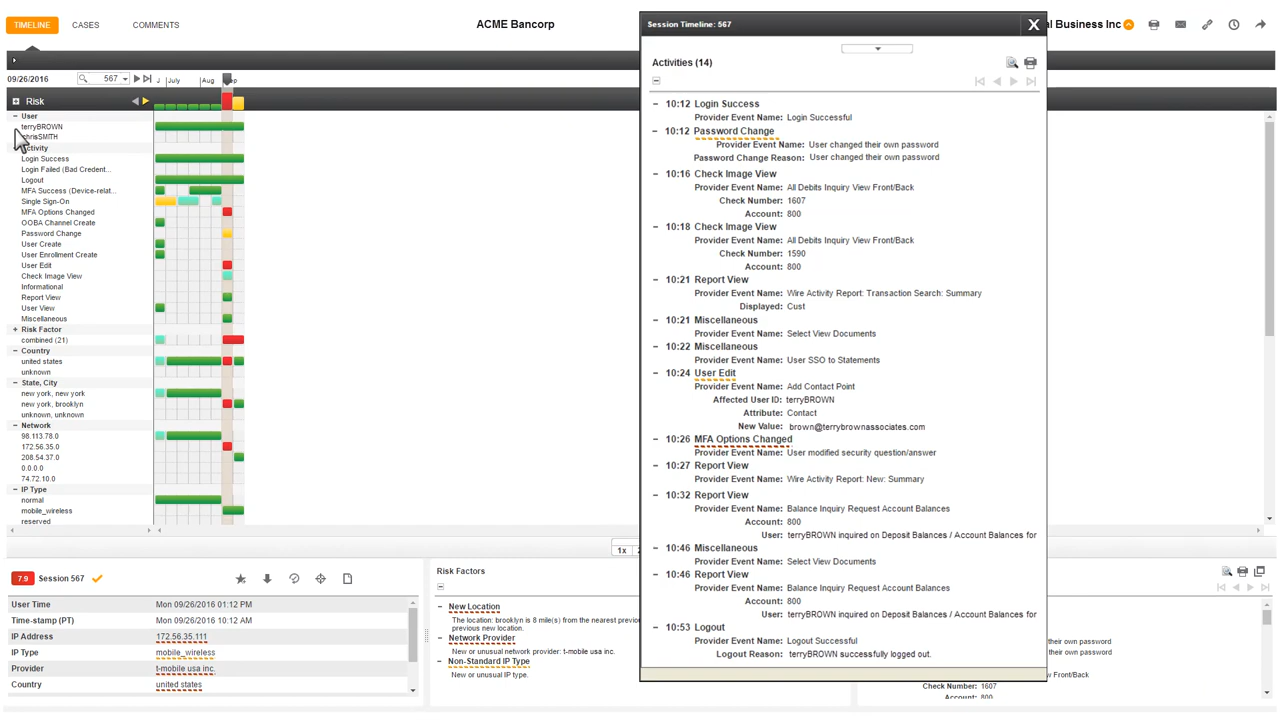 TIMELINE CASES COMMENTS ACME Bancorp al Business Inc
09/26/2016 567 J July Aug
Risk
User
terryBROWN
chrisSMITH
Activity
Login Success
Login Failed (Bad Credent...
Logout
MFA Success (Device-relat...
Single Sign-On
MFA Options Changed
OOBA Channel Create
Password Change
User Create
User Enrollment Create
User Edit
Check Image View
Informational
Report View
User View
Miscellaneous
Risk Factor
combined (21)
Country
united states
unknown
State, City
new york, new york
new york, brooklyn
unknown, unknown
Network
98.113.78.0
172.56.35.0
208.54.37.0
0.0.0.0
74.72.10.0
IP Type
normal
mobile_wireless
reserved
1x
Session Timeline: 567
Activities (14)
10:12 Login Success
Provider Event Name: Login Successful
10:12 Password Change
Provider Event Name: User changed their own password
Password Change Reason: User changed their own password
10:16 Check Image View
Provider Event Name: All Debits Inquiry View Front/Back
Check Number: 1607
Account: 800
10:18 Check Image View
Provider Event Name: All Debits Inquiry View Front/Back
Check Number: 1590
Account: 800
10:21 Report View
Provider Event Name: Wire Activity Report: Transaction Search: Summary
Displayed: Cust
10:21 Miscellaneous
Provider Event Name: Select View Documents
10:22 Miscellaneous
Provider Event Name: User SSO to Statements
10:24 User Edit
Provider Event Name: Add Contact Point
Affected User ID: terryBROWN
Attribute: Contact
New Value: brown@terrybrownassociates.com
10:26 MFA Options Changed
Provider Event Name: User modified security question/answer
10:27 Report View
Provider Event Name: Wire Activity Report: New: Summary
10:32 Report View
Provider Event Name: Balance Inquiry Request Account Balances
Account: 800
User: terryBROWN inquired on Deposit Balances / Account Balances for
10:46 Miscellaneous
Provider Event Name: Select View Documents
10:46 Report View
Provider Event Name: Balance Inquiry Request Account Balances
Account: 800
User: terryBROWN inquired on Deposit Balances / Account Balances for
10:53 Logout
Provider Event Name: Logout Successful
Logout Reason: terryBROWN successfully logged out.
7.9 Session 567
User Time Mon 09/26/2016 01:12 PM
Time-stamp (PT) Mon 09/26/2016 10:12 AM
IP Address 172.56.35.111
IP Type mobile_wireless
Provider t-mobile usa inc.
Country united states
Risk Factors
New Location
The location: brooklyn is 8 mile(s) from the nearest previou
previous new location.
Network Provider
New or unusual network provider: t-mobile usa inc.
Non-Standard IP Type
New or unusual IP type.
their own password
their own password
Front/Back
Check Number: 1607
Account: 800